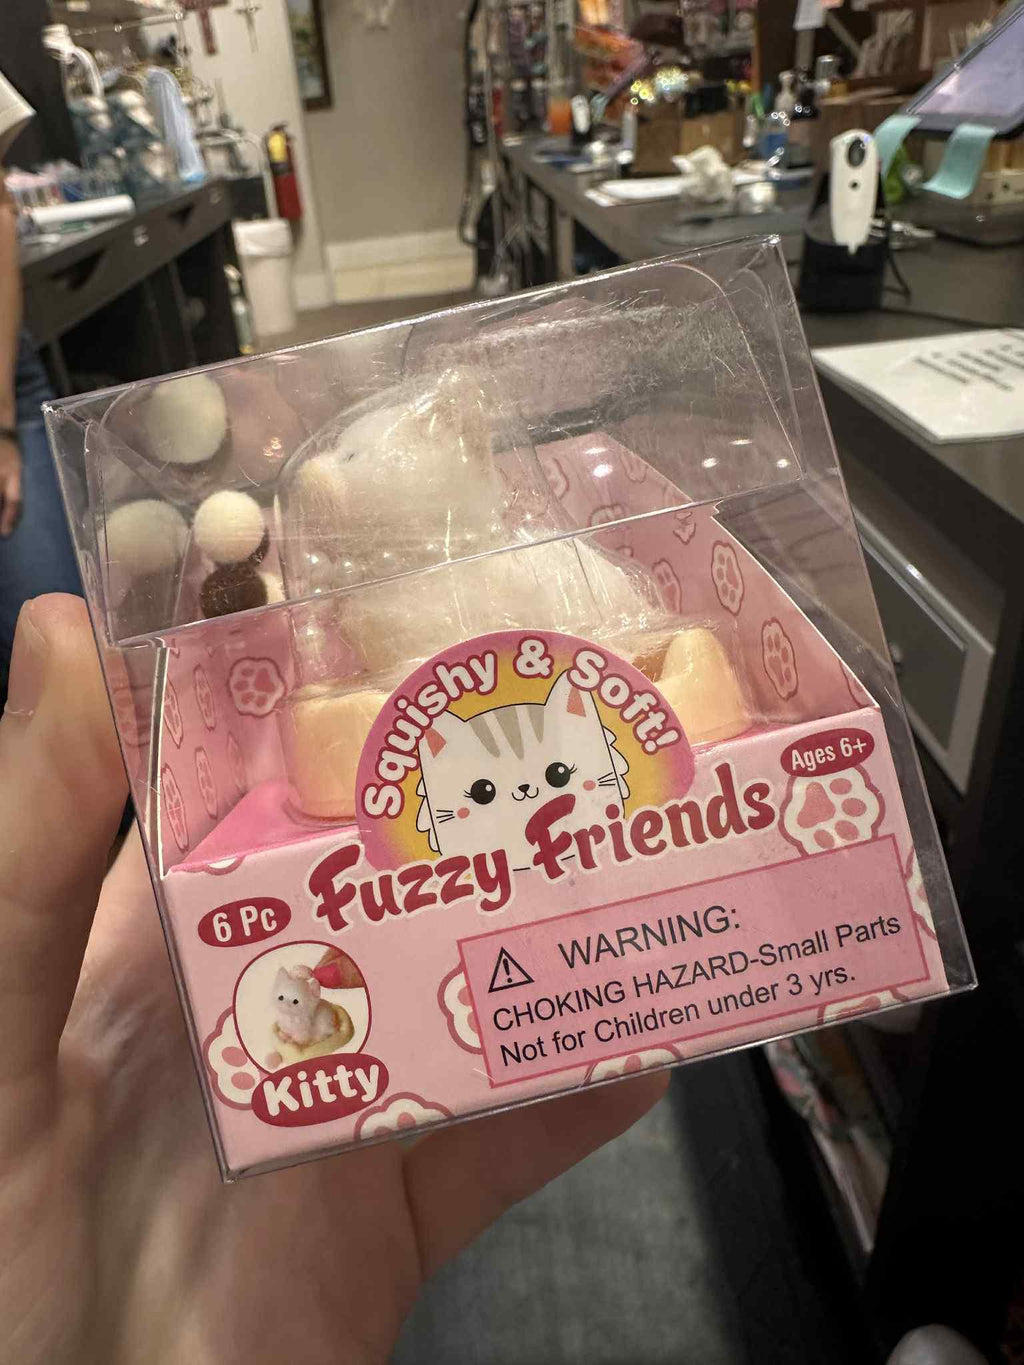 Squishy & Soft!
Ages 6+
Fuzzy Friends
6 Pc
WARNING:
CHOKING HAZARD-Small Parts
Not for Children under 3 yrs.
Kitty